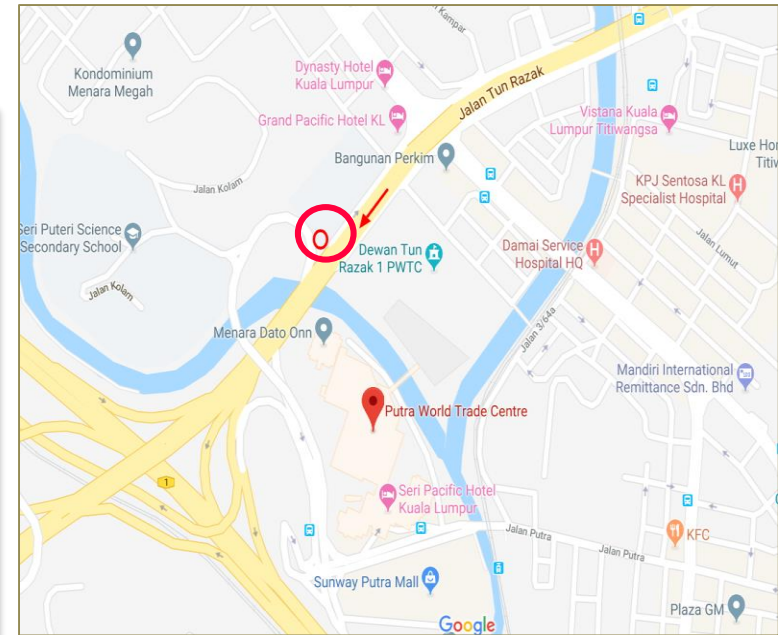 Kampar
Kondominium
Menara Megah
Dynasty Hotel
Kuala Lumpur
Jalan Tun Razak
Grand Pacific Hotel KL
Vistana Kuala
Lumpur Titiwangsa
Bangunan Perkim
Luxe Hor
Titiw
KPJ Sentosa KL
Specialist Hospital
Jalan Kolam
Seri Puteri Science
Secondary School
Dewan Tun
Razak 1 PWTC
Damai Service
Hospital HQ
Jalan Lumut
Jalan Kolam
Menara Dato Onn
Jalan 3/64a
Mandiri International
Remittance Sdn. Bhd
Putra World Trade Centre
1
Seri Pacific Hotel
Kuala Lumpur
Jalan Putra
KFC
Jalan Putra
Sunway Putra Mall
Plaza GM
Google